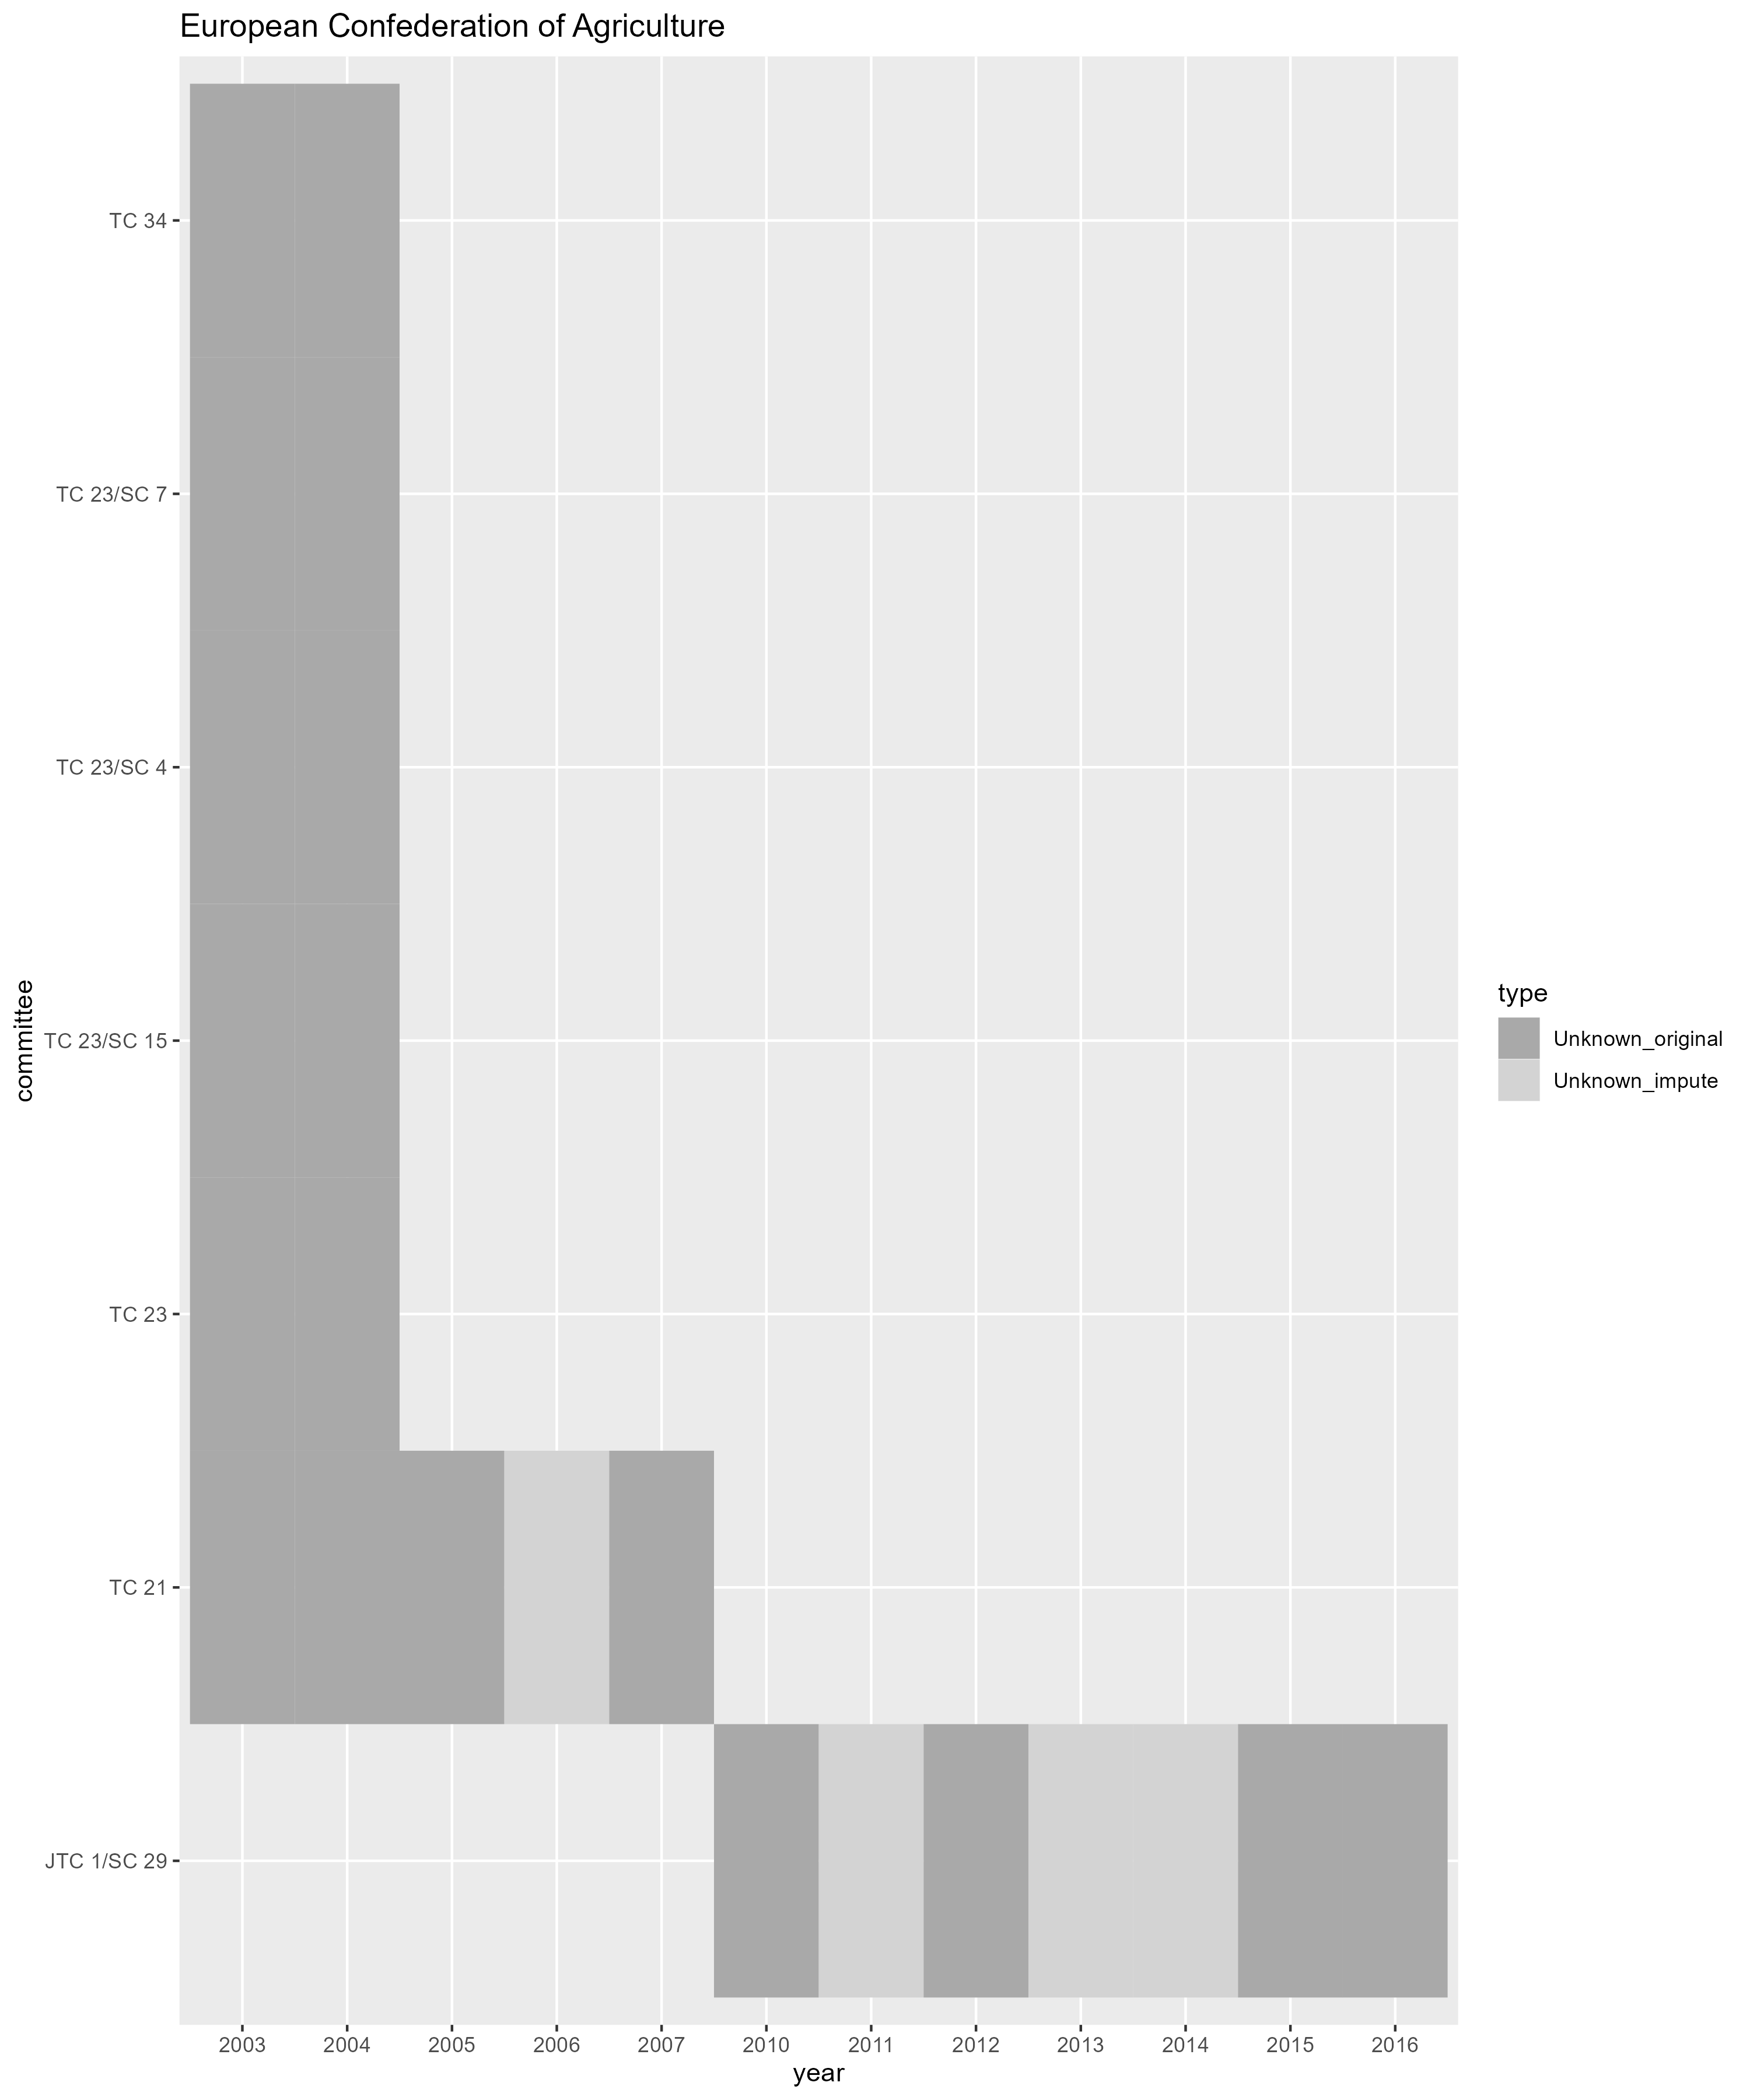 European Confederation of Agriculture
TC 34
TC 23/SC 7
TC 23/SC 4
TC 23/SC 15
TC 23
TC 21
JTC 1/SC 29
committee
2003 2004 2005 2006 2007 2010 2011 2012 2013 2014 2015 2016
year
type
Unknown_original
Unknown_impute